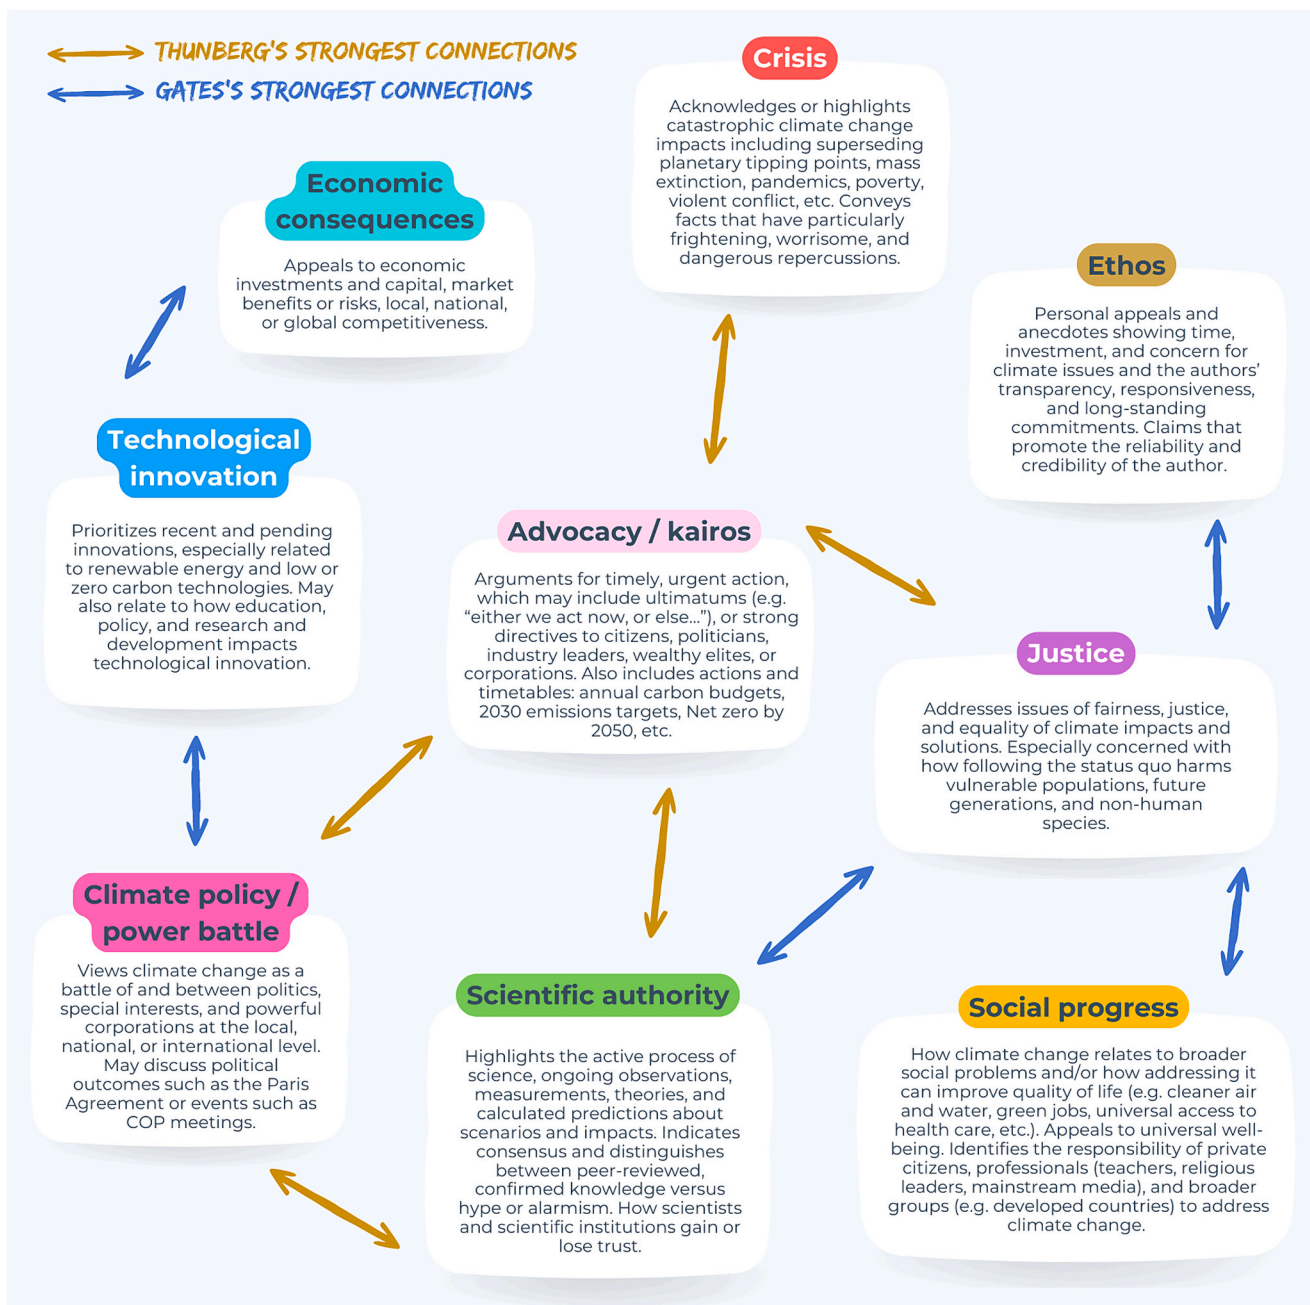 THUNBERG'S STRONGEST CONNECTIONS
GATES'S STRONGEST CONNECTIONS
Crisis
Acknowledges or highlights
catastrophic climate change
impacts including superseding
planetary tipping points, mass
extinction, pandemics, poverty,
violent conflict, etc. Conveys
facts that have particularly
frightening, worrisome, and
dangerous repercussions.
Economic
consequences
Appeals to economic
investments and capital, market
benefits or risks, local, national,
or global competitiveness.
Ethos
Personal appeals and
anecdotes showing time,
investment, and concern for
climate issues and the authors'
transparency, responsiveness,
and long-standing
commitments. Claims that
promote the reliability and
credibility of the author.
Technological
innovation
Prioritizes recent and pending
innovations, especially related
to renewable energy and low or
zero carbon technologies. May
also relate to how education,
policy, and research and
development impacts
technological innovation.
Advocacy / kairos
Arguments for timely, urgent action,
which may include ultimatums (e.g.
“either we act now, or else...”), or strong
directives to citizens, politicians,
industry leaders, wealthy elites, or
corporations. Also includes actions and
timetables: annual carbon budgets,
2030 emissions targets, Net zero by
2050, etc.
Justice
Addresses issues of fairness, justice,
and equality of climate impacts and
solutions. Especially concerned with
how following the status quo harms
vulnerable populations, future
generations, and non-human
species.
Climate policy /
power battle
Views climate change as a
battle of and between politics,
special interests, and powerful
corporations at the local,
national, or international level.
May discuss political
outcomes such as the Paris
Agreement or events such as
COP meetings.
Scientific authority
Highlights the active process of
science, ongoing observations,
measurements, theories, and
calculated predictions about
scenarios and impacts. Indicates
consensus and distinguishes
between peer-reviewed,
confirmed knowledge versus
hype or alarmism. How scientists
and scientific institutions gain or
lose trust.
Social progress
How climate change relates to broader
social problems and/or how addressing it
can improve quality of life (e.g. cleaner air
and water, green jobs, universal access to
health care, etc.). Appeals to universal well-
being. Identifies the responsibility of private
citizens, professionals (teachers, religious
leaders, mainstream media), and broader
groups (e.g. developed countries) to address
climate change.